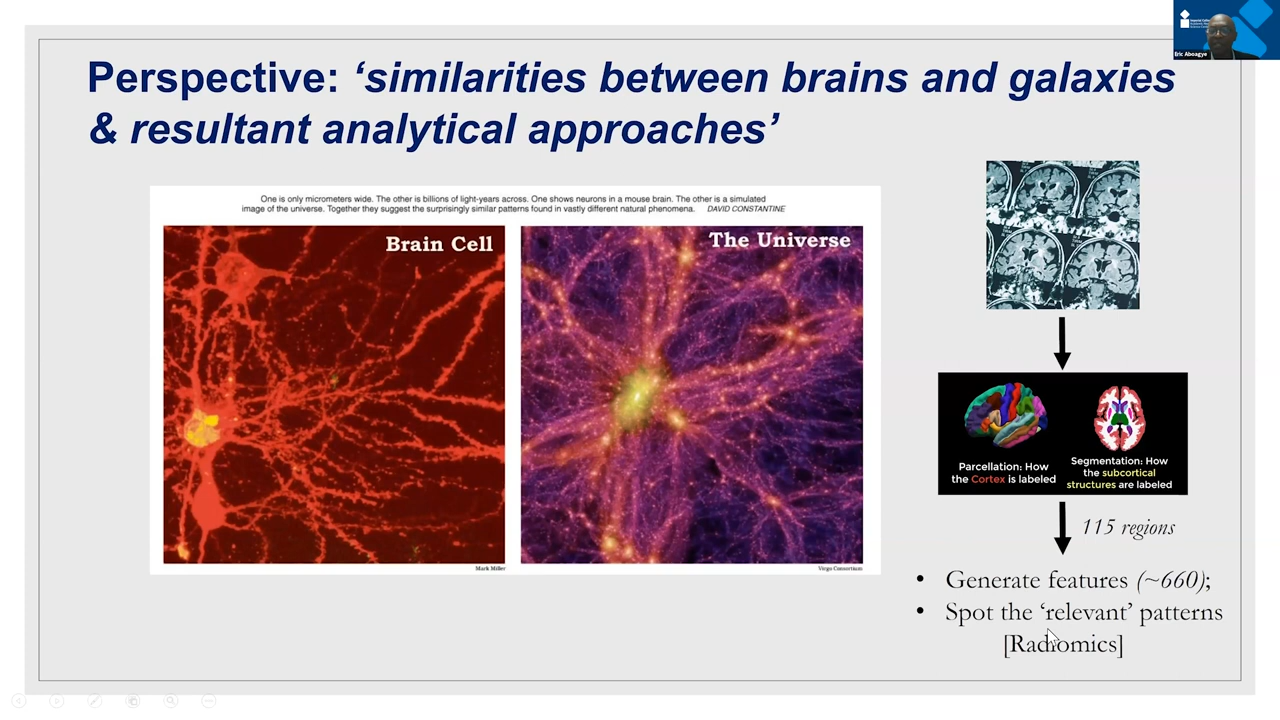 Perspective: ‘similarities between brains and galaxies
& resultant analytical approaches’
One is only micrometers wide. The other is billions of light-years across. One shows neurons in a mouse brain. The other is a simulated
image of the universe. Together they suggest the surprisingly similar patterns found in vastly different natural phenomena. DAVID CONSTANTINE
Brain Cell
The Universe
Mark Miller
Virgo Consortium
Eric Aboagye
Parcellation: How
the Cortex is labeled
Segmentation: How
the subcortical
structures are labeled
115 regions
• Generate features (~660);
• Spot the ‘relevant’ patterns
[Radiomics]